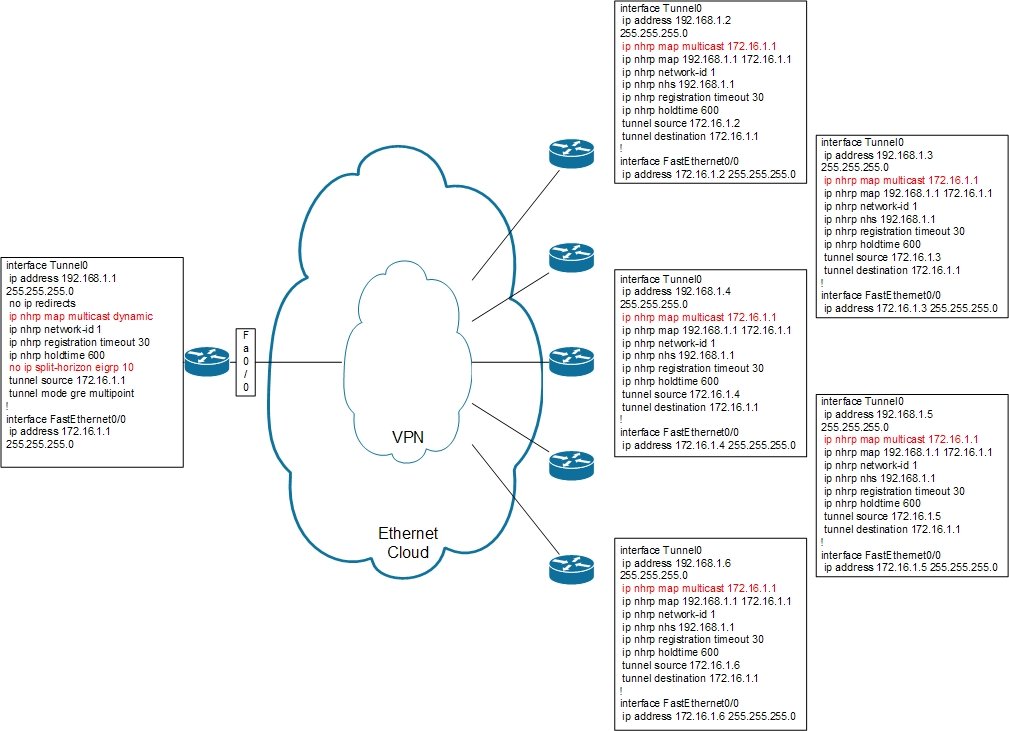 interface Tunnel0
ip address 192.168.1.2
255.255.255.0
ip nhrp map multicast 172.16.1.1
ip nhrp map 192.168.1.1 172.16.1.1
ip nhrp network-id 1
ip nhrp nhs 192.168.1.1
ip nhrp registration timeout 30
ip nhrp holdtime 600
tunnel source 172.16.1.2
tunnel destination 172.16.1.1
!
interface FastEthernet0/0
ip address 172.16.1.2 255.255.255.0
interface Tunnel0
ip address 192.168.1.3
255.255.255.0
ip nhrp map multicast 172.16.1.1
ip nhrp map 192.168.1.1 172.16.1.1
ip nhrp network-id 1
ip nhrp nhs 192.168.1.1
ip nhrp registration timeout 30
ip nhrp holdtime 600
tunnel source 172.16.1.3
tunnel destination 172.16.1.1
!
interface FastEthernet0/0
ip address 172.16.1.3 255.255.255.0
interface Tunnel0
ip address 192.168.1.1
255.255.255.0
no ip redirects
ip nhrp map multicast dynamic
ip nhrp network-id 1
ip nhrp registration timeout 30
ip nhrp holdtime 600
no ip split-horizon eigrp 10
tunnel source 172.16.1.1
tunnel mode gre multipoint
!
interface FastEthernet0/0
ip address 172.16.1.1
255.255.255.0
F
a
0
/
0
VPN
Ethernet
Cloud
interface Tunnel0
ip address 192.168.1.4
255.255.255.0
ip nhrp map multicast 172.16.1.1
ip nhrp map 192.168.1.1 172.16.1.1
ip nhrp network-id 1
ip nhrp nhs 192.168.1.1
ip nhrp registration timeout 30
ip nhrp holdtime 600
tunnel source 172.16.1.4
tunnel destination 172.16.1.1
!
interface FastEthernet0/0
ip address 172.16.1.4 255.255.255.0
interface Tunnel0
ip address 192.168.1.5
255.255.255.0
ip nhrp map multicast 172.16.1.1
ip nhrp map 192.168.1.1 172.16.1.1
ip nhrp network-id 1
ip nhrp nhs 192.168.1.1
ip nhrp registration timeout 30
ip nhrp holdtime 600
tunnel source 172.16.1.5
tunnel destination 172.16.1.1
!
interface FastEthernet0/0
ip address 172.16.1.5 255.255.255.0
interface Tunnel0
ip address 192.168.1.6
255.255.255.0
ip nhrp map multicast 172.16.1.1
ip nhrp map 192.168.1.1 172.16.1.1
ip nhrp network-id 1
ip nhrp nhs 192.168.1.1
ip nhrp registration timeout 30
ip nhrp holdtime 600
tunnel source 172.16.1.6
tunnel destination 172.16.1.1
!
interface FastEthernet0/0
ip address 172.16.1.6 255.255.255.0